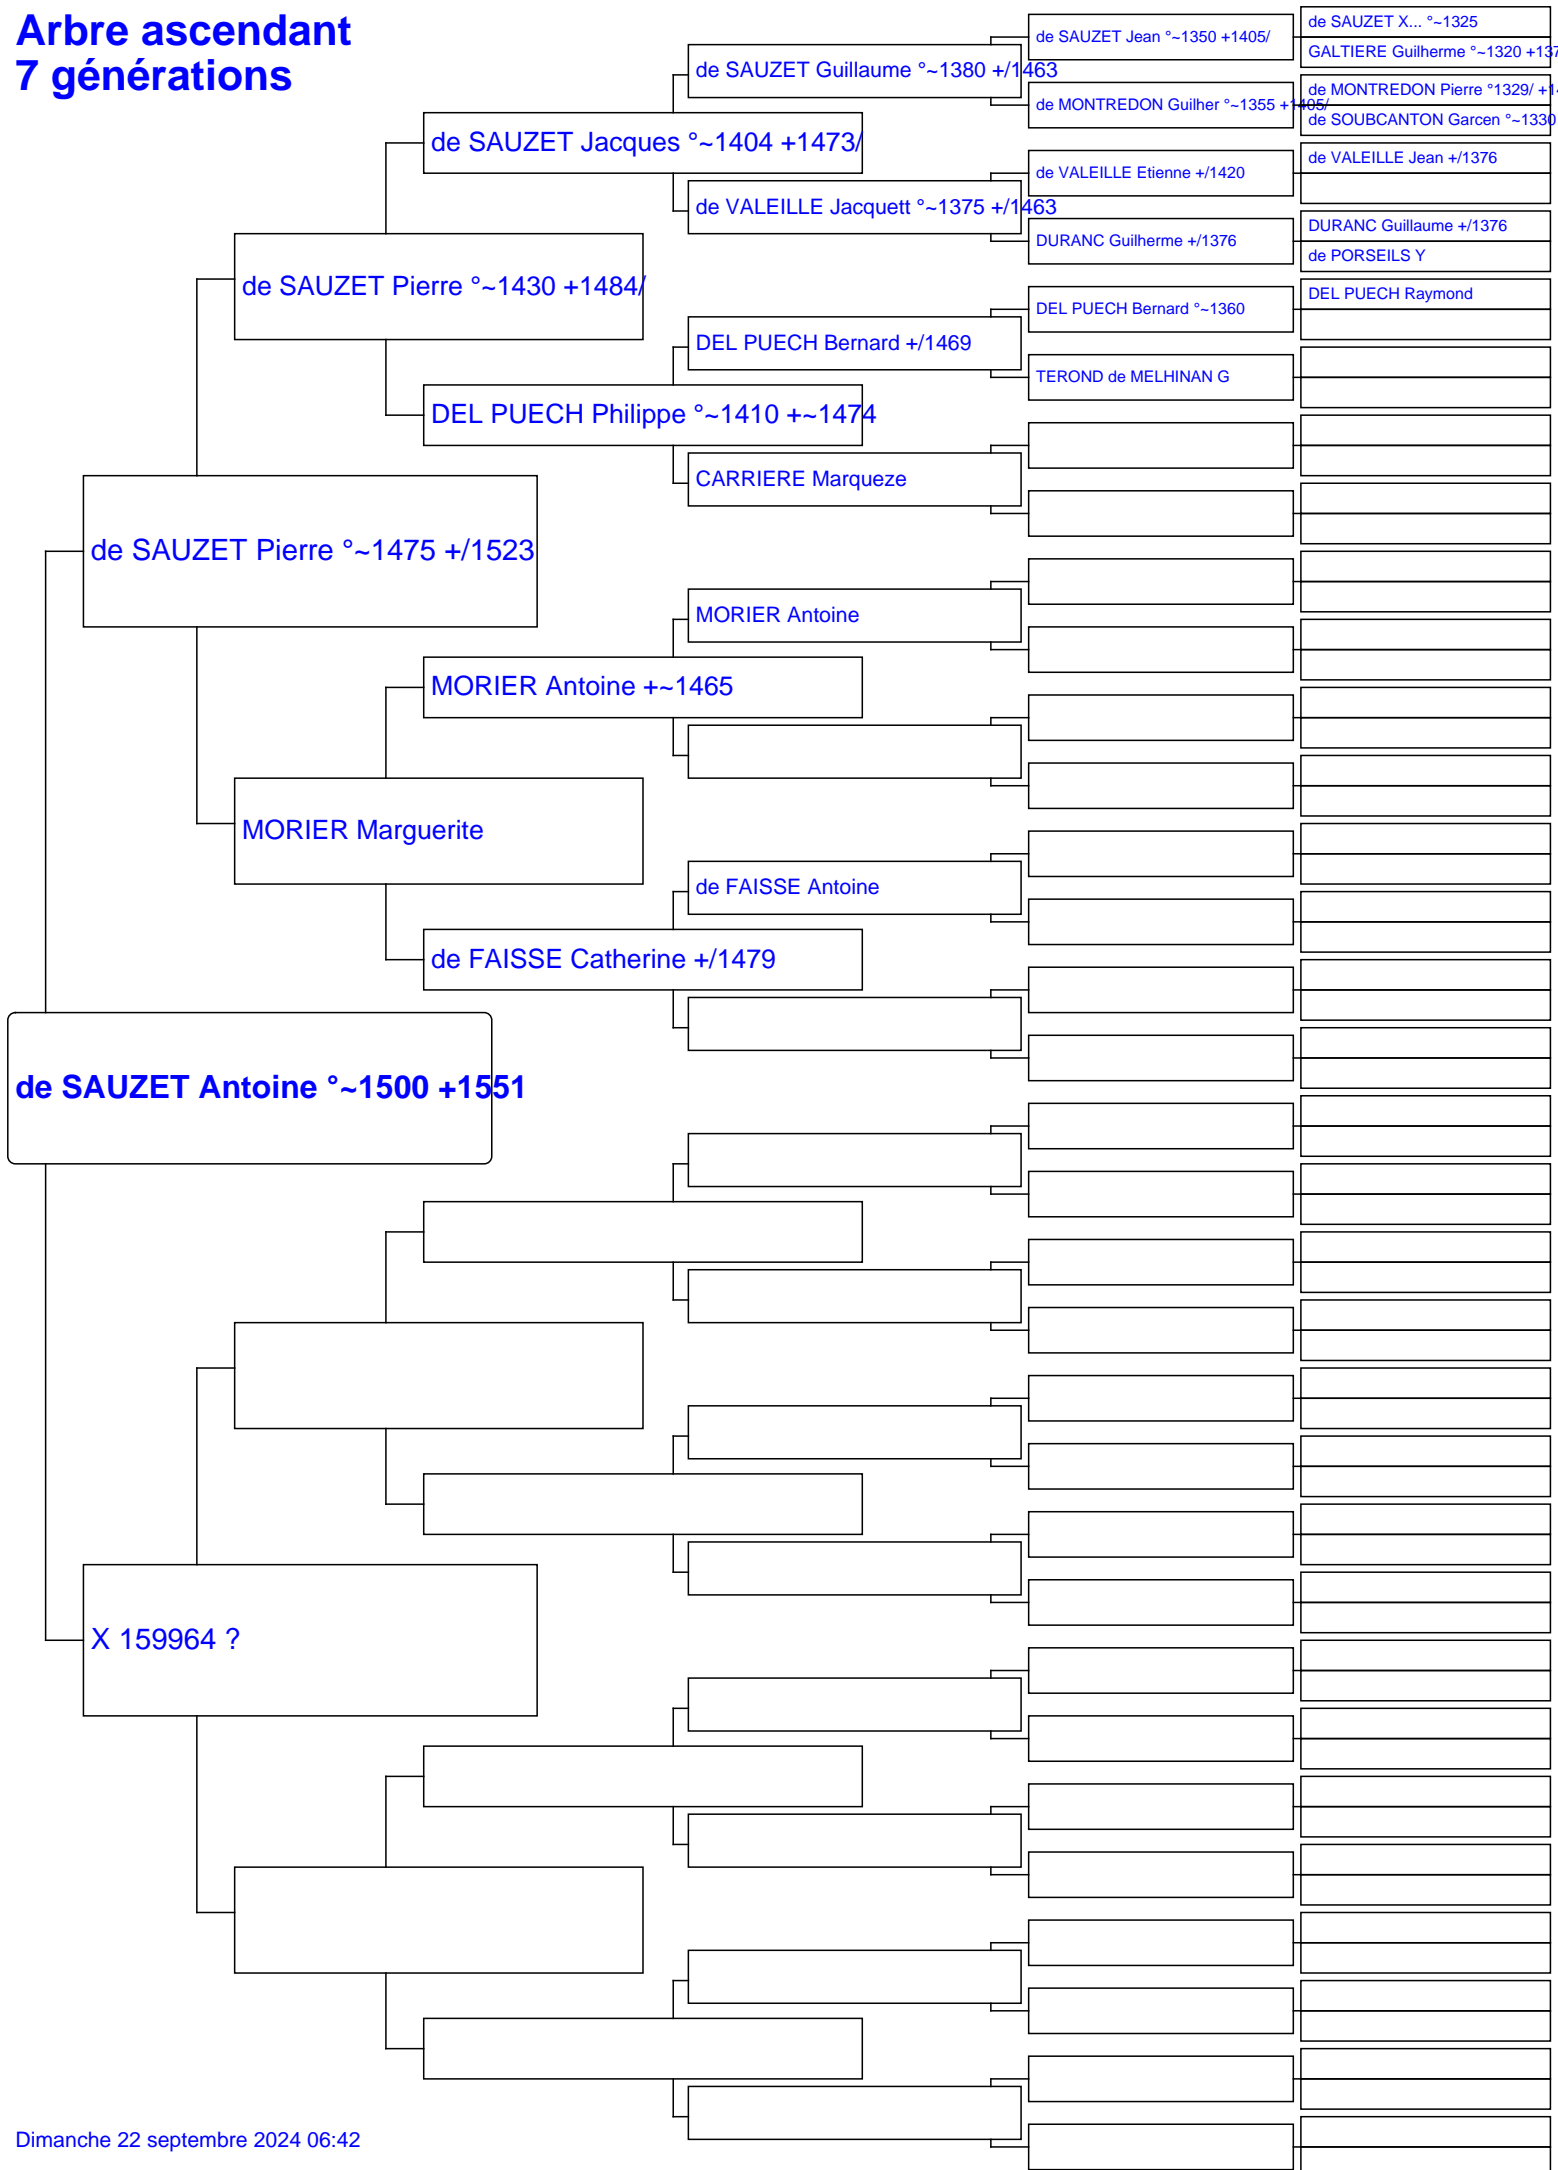 Arbre ascendant
7 générations
de SAUZET X... °~1325
de SAUZET Jean °~1350 +1405/
GALTIERE Guilherme °~1320 +137
de SAUZET Guillaume °~1380 +/1463
de MONTREDON Pierre °1329/ +1
de MONTREDON Guilher °~1355 +1405/
de SOUBCANTON Garcen °~1330
de SAUZET Jacques °~1404 +1473/
de VALEILLE Jean +/1376
de VALEILLE Etienne +/1420
de VALEILLE Jacquett °~1375 +/1463
DURANC Guillaume +/1376
DURANC Guilherme +/1376
de PORSEILS Y
de SAUZET Pierre °~1430 +1484/
DEL PUECH Raymond
DEL PUECH Bernard °~1360
DEL PUECH Bernard +/1469
TEROND de MELHINAN G
DEL PUECH Philippe °~1410 +~1474
CARRIERE Marqueze
de SAUZET Pierre °~1475 +/1523
MORIER Antoine
MORIER Antoine +~1465
MORIER Marguerite
de FAISSE Antoine
de FAISSE Catherine +/1479
de SAUZET Antoine °~1500 +1551
X 159964 ?
Dimanche 22 septembre 2024 06:42